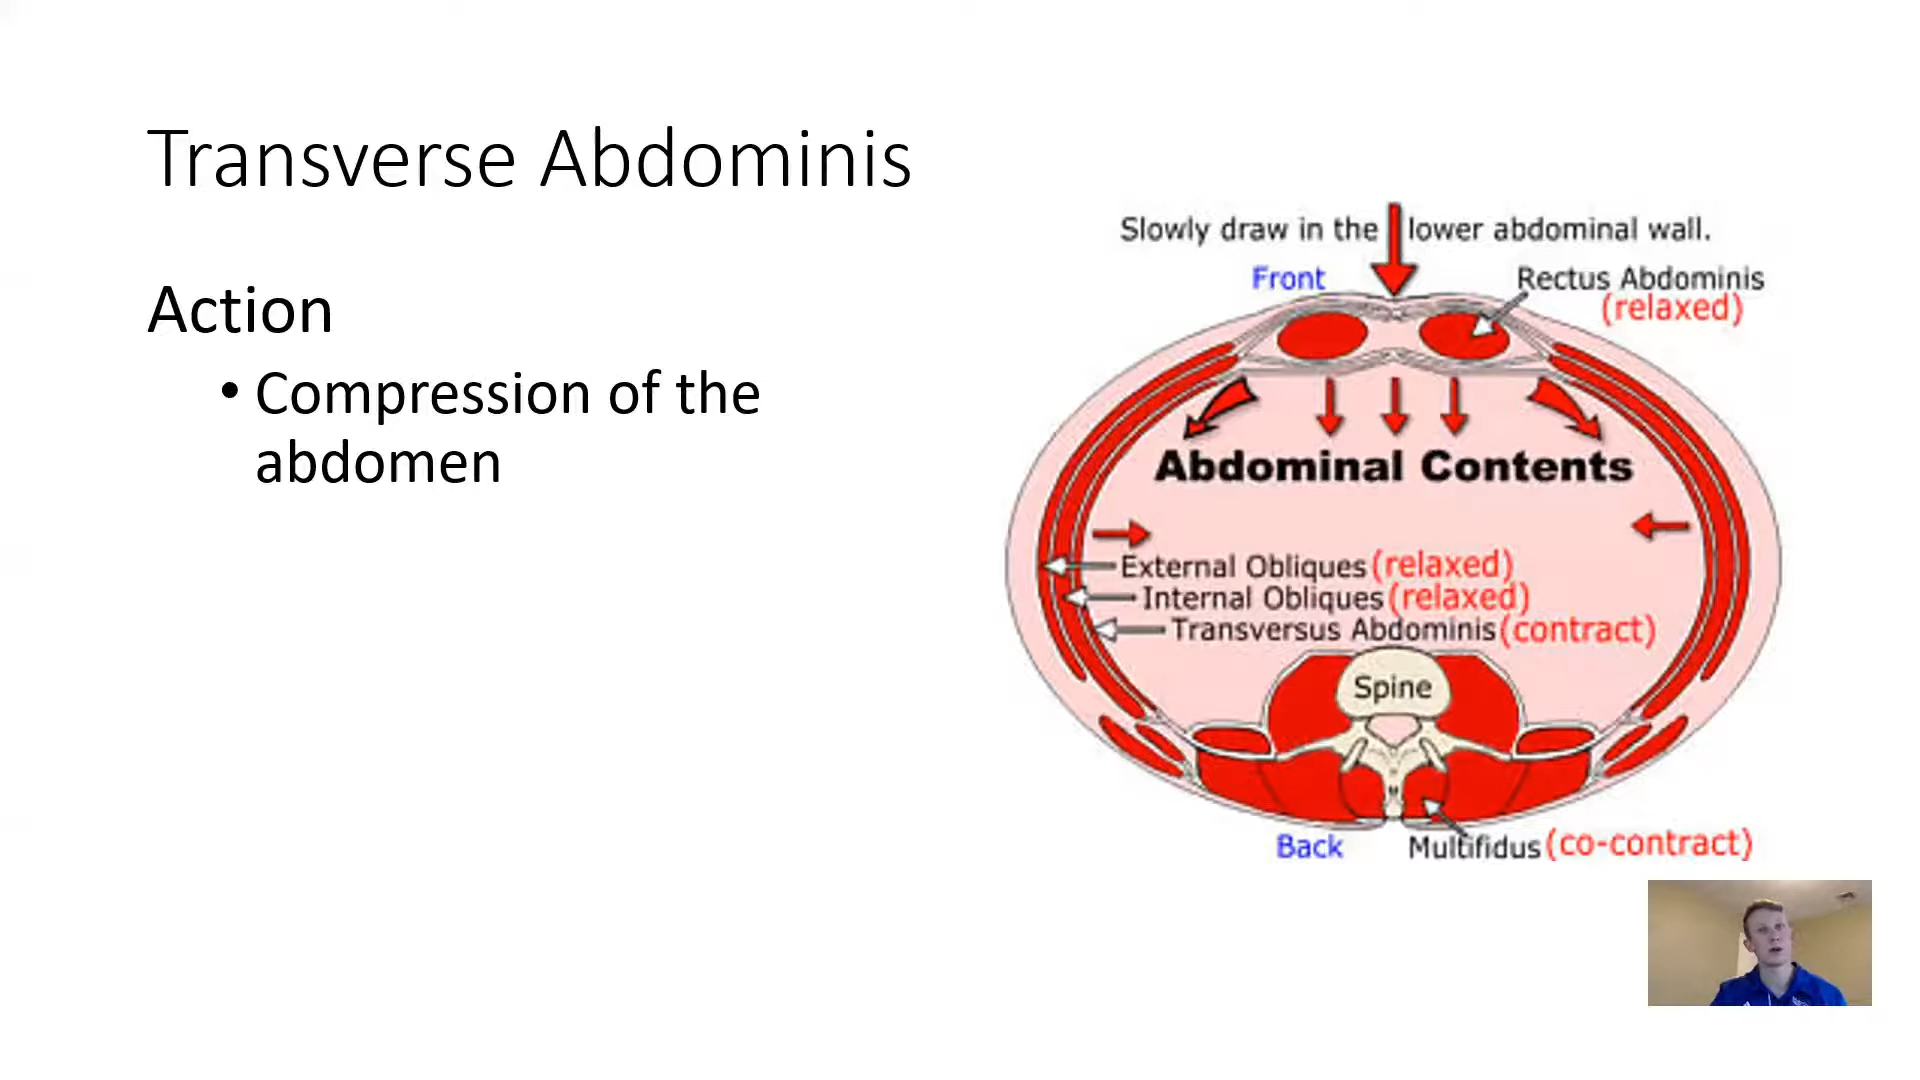 Transverse Abdominis
Action
• Compression of the
abdomen
Slowly draw in the lower abdominal wall.
Front
Rectus Abdominis
(relaxed)
Abdominal Contents
External Obliques (relaxed)
Internal Obliques (relaxed)
Transversus Abdominis (contract)
Spine
Back
Multifidus (co-contract)